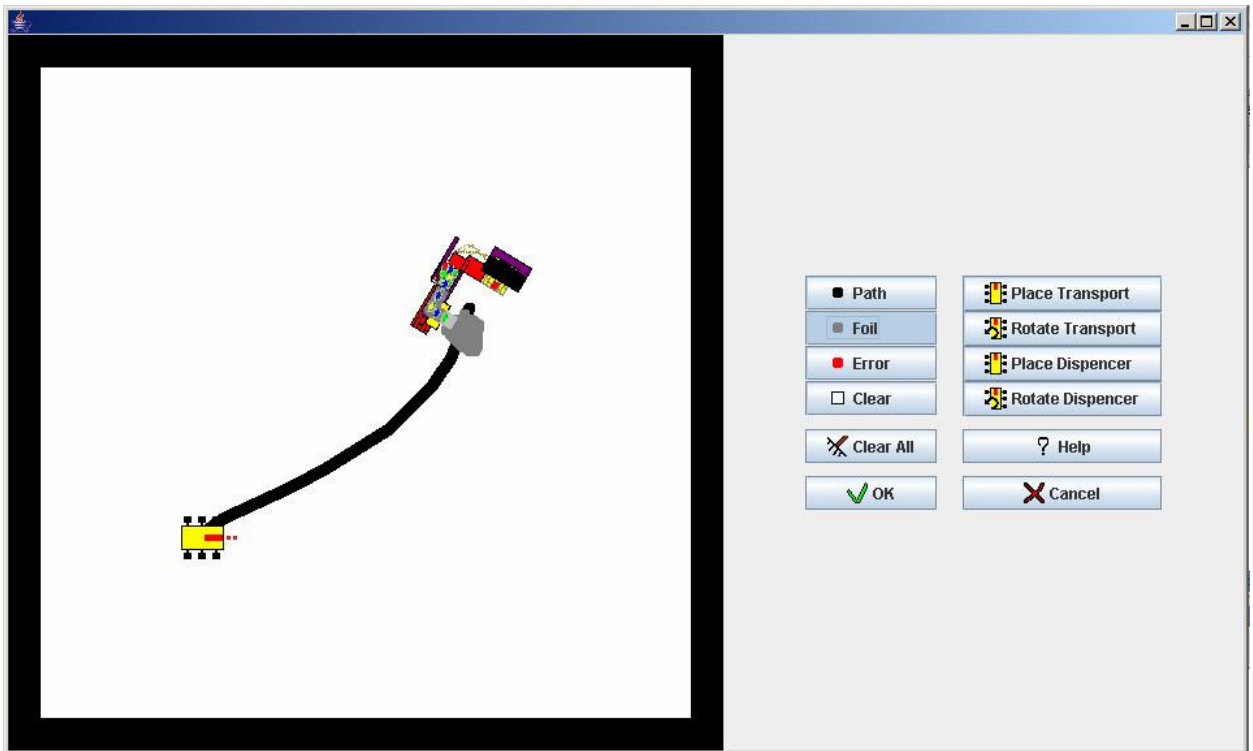 Path
Place Transport
Foil
Rotate Transport
Error
Place Dispencer
Clear
Rotate Dispencer
Clear All
? Help
OK
Cancel